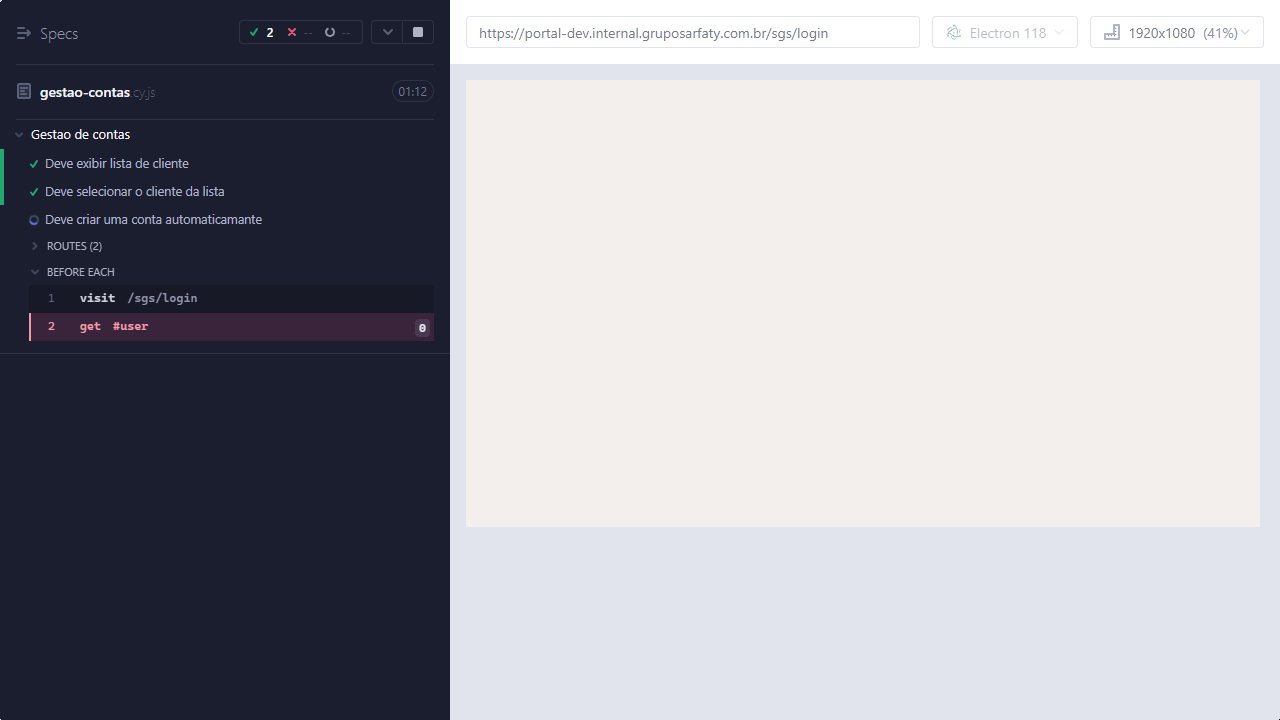 Specs
2 -- --
gestao-contas.cy.js
01:12
Gestao de contas
Deve exibir lista de cliente
Deve selecionar o cliente da lista
Deve criar uma conta automaticamante
ROUTES (2)
BEFORE EACH
1 visit /sgs/login
2 get #user 0
https://portal-dev.internal.gruposarfaty.com.br/sgs/login
Electron 118
1920x1080 (41%)